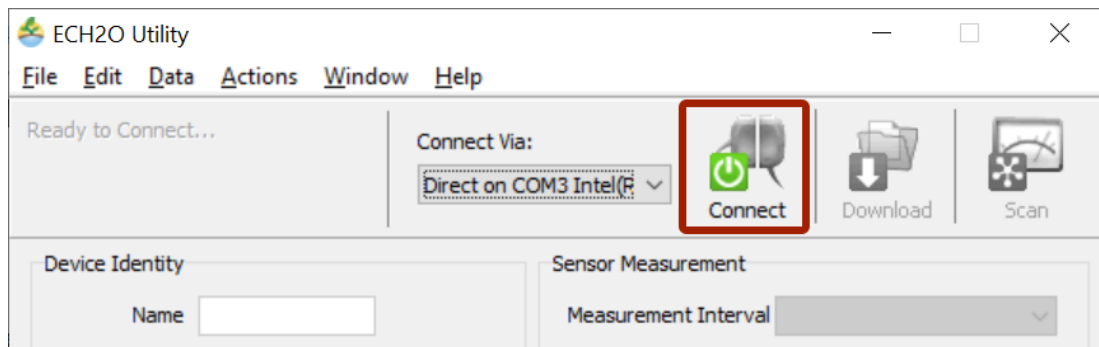 ECH2O Utility
File Edit Data Actions Window Help
Ready to Connect...
Connect Via:
Direct on COM3 Intel(R
Connect
Download
Scan
Device Identity
Name
Sensor Measurement
Measurement Interval